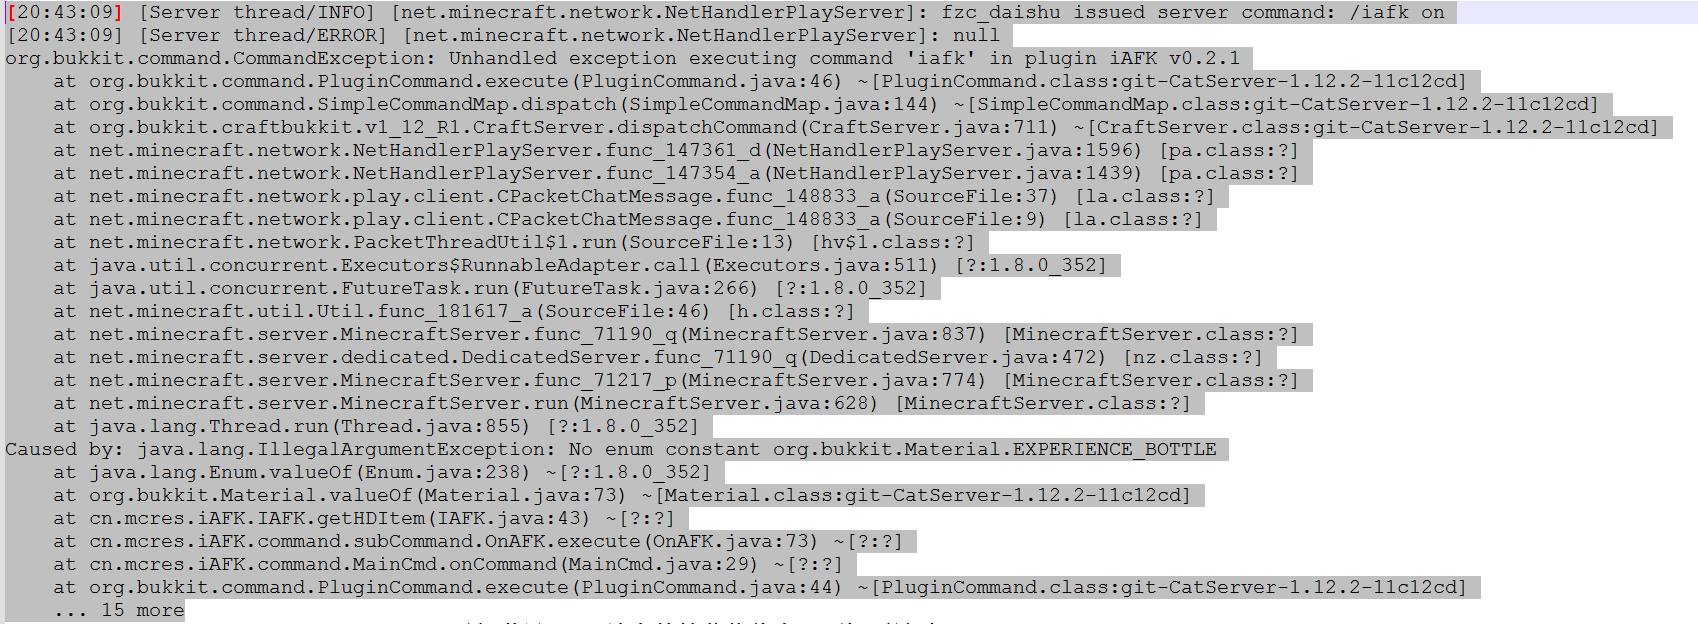 [20:43:09] [Server thread/INFO] [net.minecraft.network.NetHandlerPlayServer]: fzc_daishu issued server command: /iafk on
[20:43:09] [Server thread/ERROR] [net.minecraft.network.NetHandlerPlayServer]: null
org.bukkit.command.CommandException: Unhandled exception executing command 'iafk' in plugin iAFK v0.2.1
    at org.bukkit.command.PluginCommand.execute(PluginCommand.java:46) ~[PluginCommand.class:git-CatServer-1.12.2-11c12cd]
    at org.bukkit.command.SimpleCommandMap.dispatch(SimpleCommandMap.java:144) ~[SimpleCommandMap.class:git-CatServer-1.12.2-11c12cd]
    at org.bukkit.craftbukkit.v1_12_R1.CraftServer.dispatchCommand(CraftServer.java:711) ~[CraftServer.class:git-CatServer-1.12.2-11c12cd]
    at net.minecraft.network.NetHandlerPlayServer.func_147361_d(NetHandlerPlayServer.java:1596) [pa.class:?]
    at net.minecraft.network.NetHandlerPlayServer.func_147354_a(NetHandlerPlayServer.java:1439) [pa.class:?]
    at net.minecraft.network.play.client.CPacketChatMessage.func_148833_a(SourceFile:37) [la.class:?]
    at net.minecraft.network.play.client.CPacketChatMessage.func_148833_a(SourceFile:9) [la.class:?]
    at net.minecraft.network.PacketThreadUtil$1.run(SourceFile:13) [hv$1.class:?]
    at java.util.concurrent.Executors$RunnableAdapter.call(Executors.java:511) [?:1.8.0_352]
    at java.util.concurrent.FutureTask.run(FutureTask.java:266) [?:1.8.0_352]
    at net.minecraft.util.Util.func_181617_a(SourceFile:46) [h.class:?]
    at net.minecraft.server.MinecraftServer.func_71190_q(MinecraftServer.java:837) [MinecraftServer.class:?]
    at net.minecraft.server.dedicated.DedicatedServer.func_71190_q(DedicatedServer.java:472) [nz.class:?]
    at net.minecraft.server.MinecraftServer.func_71217_p(MinecraftServer.java:774) [MinecraftServer.class:?]
    at net.minecraft.server.MinecraftServer.run(MinecraftServer.java:628) [MinecraftServer.class:?]
    at java.lang.Thread.run(Thread.java:855) [?:1.8.0_352]
Caused by: java.lang.IllegalArgumentException: No enum constant org.bukkit.Material.EXPERIENCE_BOTTLE
    at java.lang.Enum.valueOf(Enum.java:238) ~[?:1.8.0_352]
    at org.bukkit.Material.valueOf(Material.java:73) ~[Material.class:git-CatServer-1.12.2-11c12cd]
    at cn.mcres.iAFK.IAFK.getHDItem(IAFK.java:43) ~[?:?]
    at cn.mcres.iAFK.command.subCommand.OnAFK.execute(OnAFK.java:73) ~[?:?]
    at cn.mcres.iAFK.command.MainCmd.onCommand(MainCmd.java:29) ~[?:?]
    at org.bukkit.command.PluginCommand.execute(PluginCommand.java:44) ~[PluginCommand.class:git-CatServer-1.12.2-11c12cd]
    ... 15 more